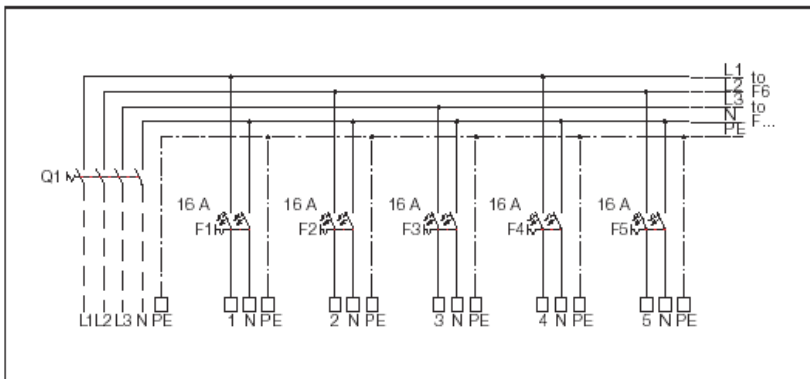 L1
L2 to
L3 F6
N to
PE F...
Q1
16 A 16 A 16 A 16 A 16 A
F1 F2 F3 F4 F5
L1 L2 L3 N PE 1 N PE 2 N PE 3 N PE 4 N PE 5 N PE